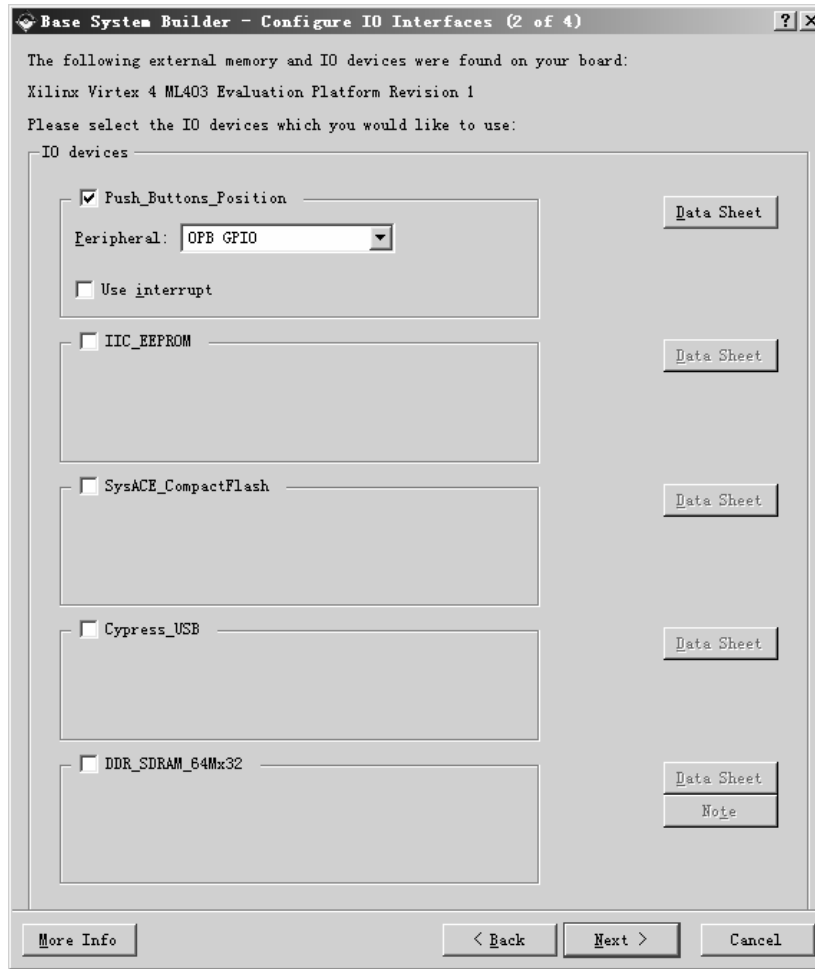 Base System Builder - Configure IO Interfaces (2 of 4)
The following external memory and IO devices were found on your board:
Xilinx Virtex 4 ML403 Evaluation Platform Revision 1
Please select the IO devices which you would like to use:
IO devices
Push_Buttons_Position
Data Sheet
Peripheral: OPB GPIO
Use interrupt
IIC_EEPROM
Data Sheet
SysACE_CompactFlash
Data Sheet
Cypress_USB
Data Sheet
DDR_SDRAM_64Mx32
Data Sheet
Note
More Info < Back Next > Cancel